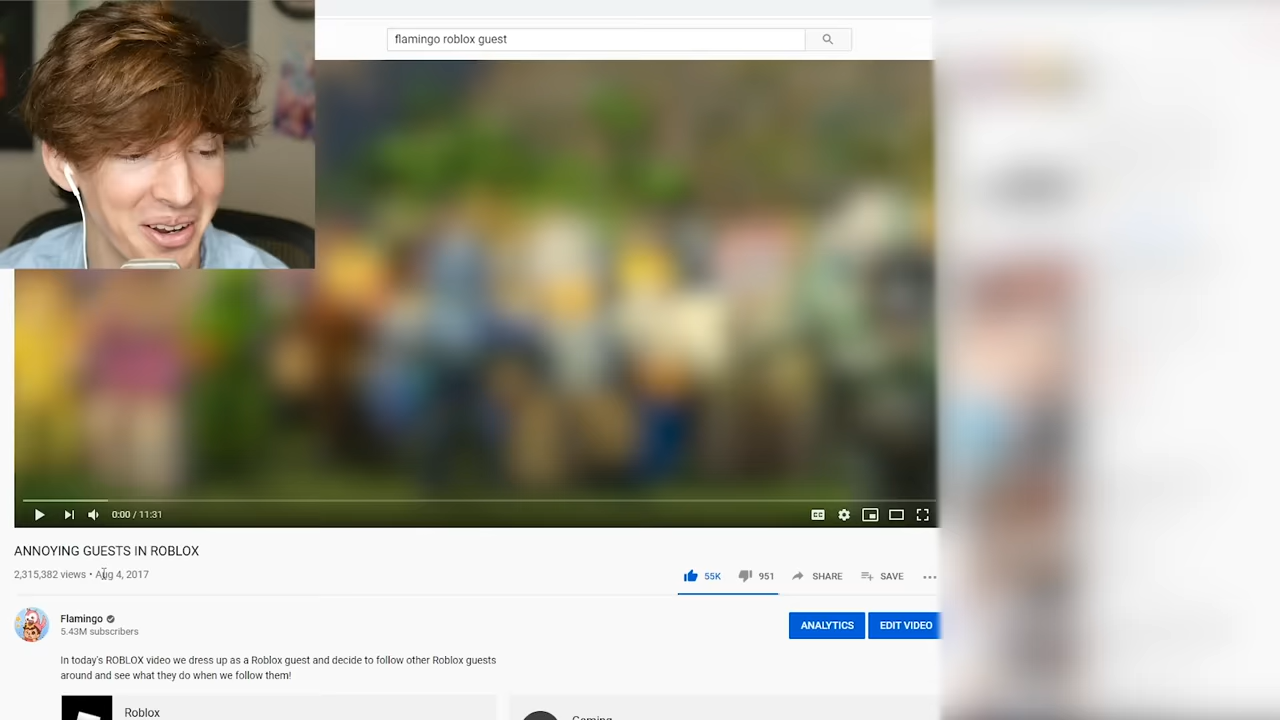 flamingo roblox guest
0:00 / 11:31
CC
ANNOYING GUESTS IN ROBLOX
2,315,382 views • Aug 4, 2017
55K 951 SHARE SAVE
Flamingo
5.43M subscribers
ANALYTICS EDIT VIDEO
In today's ROBLOX video we dress up as a Roblox guest and decide to follow other Roblox guests
around and see what they do when we follow them!
Roblox
Gaming